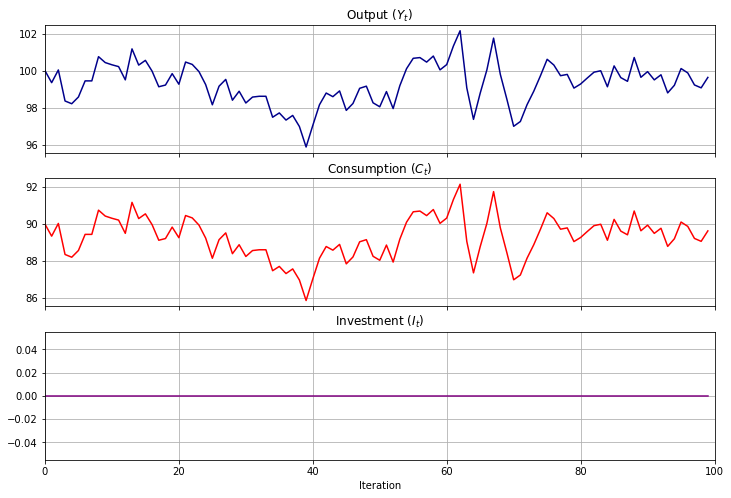 Output (Y_t)
102
100
98
96
Consumption (C_t)
92
90
88
86
Investment (I_t)
0.04
0.02
0.00
−0.02
−0.04
0 20 40 60 80 100
Iteration